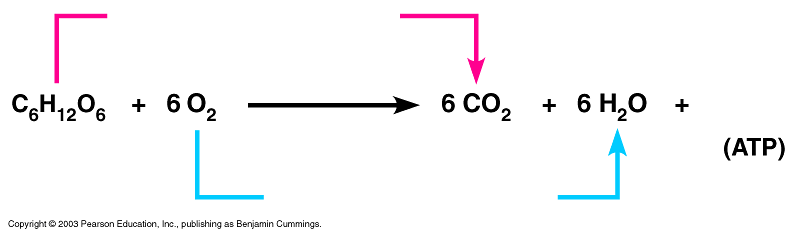 C₆H₁₂O₆ + 6 O₂ → 6 CO₂ + 6 H₂O +
(ATP)
Copyright © 2003 Pearson Education, Inc., publishing as Benjamin Cummings.